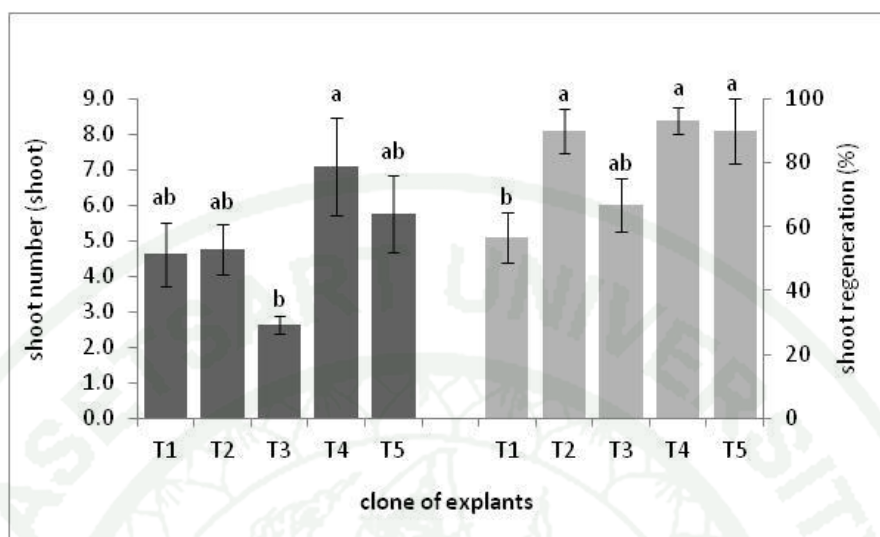 a a a
ab ab ab ab
b b
9.0 100
8.0
7.0 80
6.0
5.0 60
4.0 40
3.0
2.0 20
1.0
0.0 0
shoot number (shoot)
shoot regeneration (%)
T1 T2 T3 T4 T5 T1 T2 T3 T4 T5
clone of explants
KASETSART UNIVERSITY